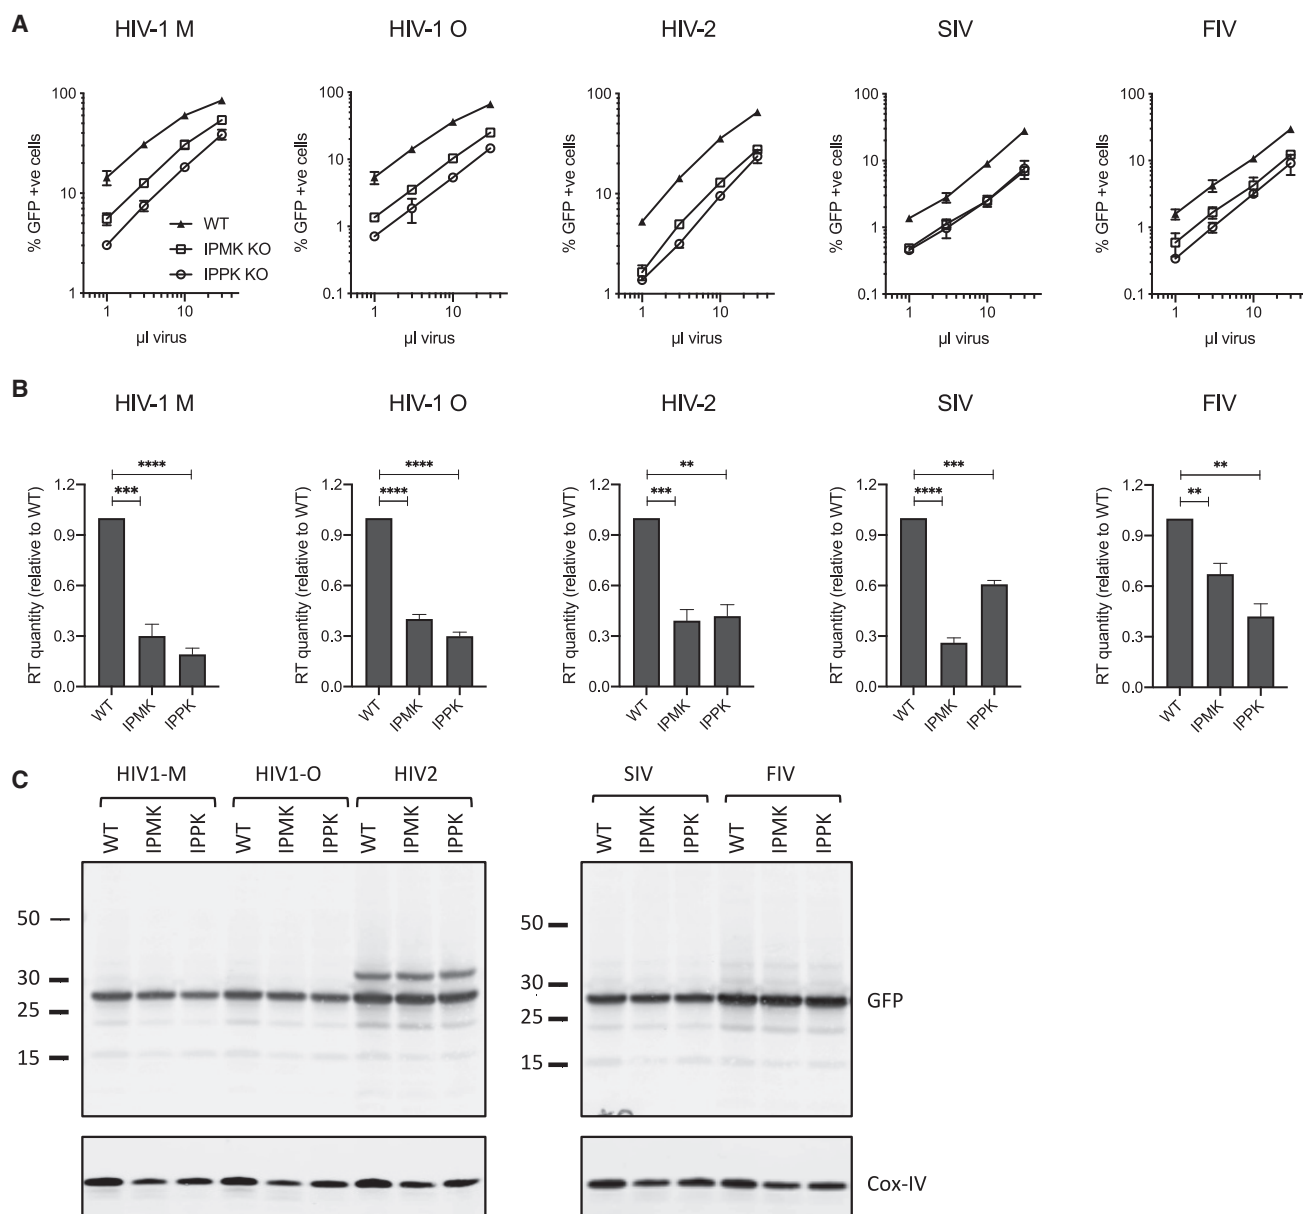 A
HIV-1 M
HIV-1 O
HIV-2
SIV
FIV
% GFP +ve cells
100
10
1
1
10
µl virus
WT
IPMK KO
IPPK KO
% GFP +ve cells
100
10
1
0.1
1
10
µl virus
% GFP +ve cells
100
10
1
1
10
µl virus
% GFP +ve cells
100
10
1
0.1
1
10
µl virus
% GFP +ve cells
100
10
1
0.1
1
10
µl virus
B
HIV-1 M
HIV-1 O
HIV-2
SIV
FIV
RT quantity (relative to WT)
1.2
0.9
0.6
0.3
0.0
****
***
WT
IPMK
IPPK
RT quantity (relative to WT)
1.2
0.9
0.6
0.3
0.0
****
****
WT
IPMK
IPPK
RT quantity (relative to WT)
1.2
0.9
0.6
0.3
0.0
**
***
WT
IPMK
IPPK
RT quantity (relative to WT)
1.2
0.9
0.6
0.3
0.0
***
****
WT
IPMK
IPPK
RT quantity (relative to WT)
1.2
0.9
0.6
0.3
0.0
**
**
WT
IPMK
IPPK
C
HIV1-M
HIV1-O
HIV2
WT
IPMK
IPPK
WT
IPMK
IPPK
WT
IPMK
IPPK
50
30
25
15
SIV
FIV
WT
IPMK
IPPK
WT
IPMK
IPPK
50
30
25
15
GFP
Cox-IV